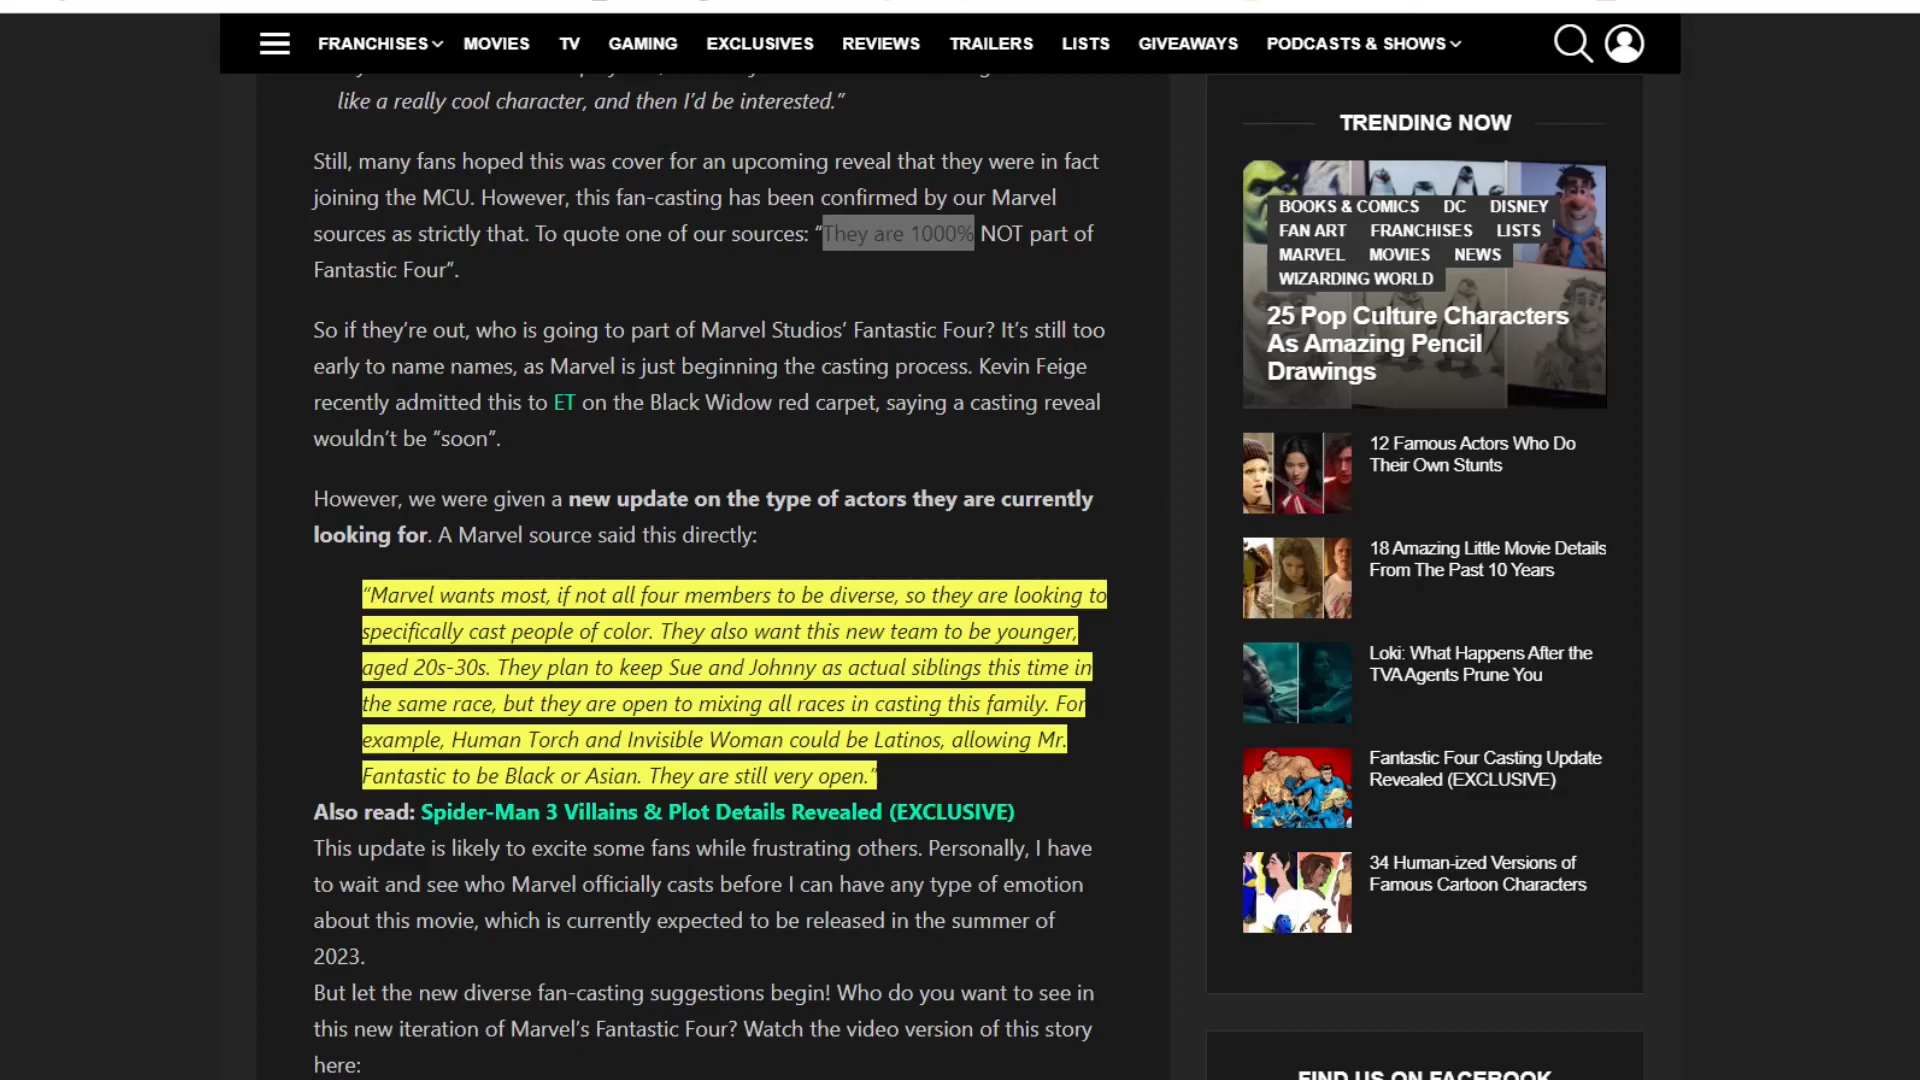 FRANCHISES MOVIES TV GAMING EXCLUSIVES REVIEWS TRAILERS LISTS GIVEAWAYS PODCASTS & SHOWS
like a really cool character, and then I’d be interested.”
Still, many fans hoped this was cover for an upcoming reveal that they were in fact
joining the MCU. However, this fan-casting has been confirmed by our Marvel
sources as strictly that. To quote one of our sources: “They are 1000% NOT part of
Fantastic Four”.
So if they’re out, who is going to part of Marvel Studios’ Fantastic Four? It’s still too
early to name names, as Marvel is just beginning the casting process. Kevin Feige
recently admitted this to ET on the Black Widow red carpet, saying a casting reveal
wouldn’t be “soon”.
However, we were given a new update on the type of actors they are currently
looking for. A Marvel source said this directly:
“Marvel wants most, if not all four members to be diverse, so they are looking to
specifically cast people of color. They also want this new team to be younger,
aged 20s-30s. They plan to keep Sue and Johnny as actual siblings this time in
the same race, but they are open to mixing all races in casting this family. For
example, Human Torch and Invisible Woman could be Latinos, allowing Mr.
Fantastic to be Black or Asian. They are still very open.”
Also read: Spider-Man 3 Villains & Plot Details Revealed (EXCLUSIVE)
This update is likely to excite some fans while frustrating others. Personally, I have
to wait and see who Marvel officially casts before I can have any type of emotion
about this movie, which is currently expected to be released in the summer of
2023.
But let the new diverse fan-casting suggestions begin! Who do you want to see in
this new iteration of Marvel’s Fantastic Four? Watch the video version of this story
here:
TRENDING NOW
BOOKS & COMICS DC DISNEY
FAN ART FRANCHISES LISTS
MARVEL MOVIES NEWS
WIZARDING WORLD
25 Pop Culture Characters
As Amazing Pencil
Drawings
12 Famous Actors Who Do
Their Own Stunts
18 Amazing Little Movie Details
From The Past 10 Years
Loki: What Happens After the
TVA Agents Prune You
Fantastic Four Casting Update
Revealed (EXCLUSIVE)
34 Human-ized Versions of
Famous Cartoon Characters
FIND US ON FACEBOOK